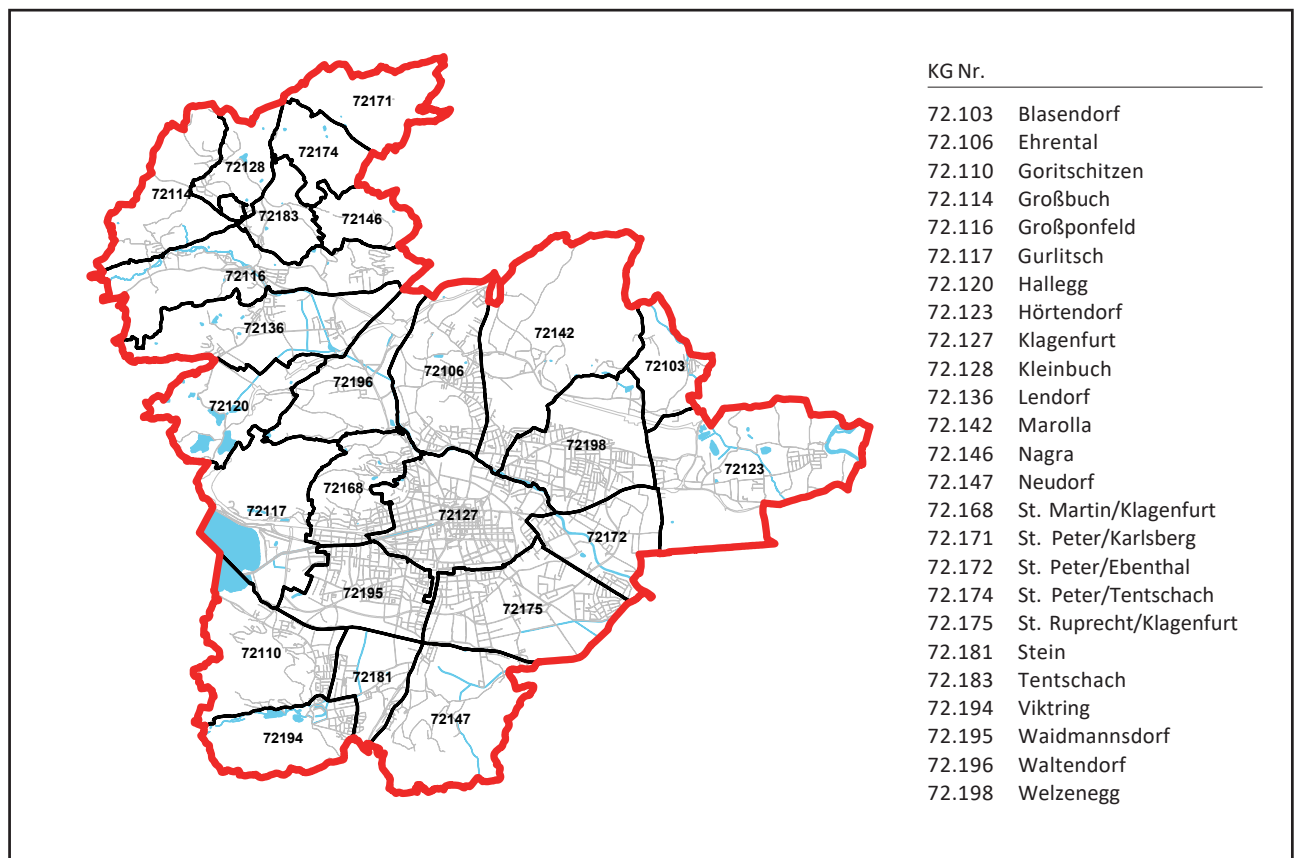 72171
72174
72128
72114
72183
72146
72116
72136
72142
72103
72106
72196
72120
72198
72123
72168
72117
72127
72172
72195
72175
72110
72181
72147
72194
KG Nr.
72.103 Blasendorf
72.106 Ehrental
72.110 Goritschitzen
72.114 Großbuch
72.116 Großponfeld
72.117 Gurlitsch
72.120 Hallegg
72.123 Hörtendorf
72.127 Klagenfurt
72.128 Kleinbuch
72.136 Lendorf
72.142 Marolla
72.146 Nagra
72.147 Neudorf
72.168 St. Martin/Klagenfurt
72.171 St. Peter/Karlsberg
72.172 St. Peter/Ebenthal
72.174 St. Peter/Tentschach
72.175 St. Ruprecht/Klagenfurt
72.181 Stein
72.183 Tentschach
72.194 Viktring
72.195 Waidmannsdorf
72.196 Waltendorf
72.198 Welzenegg